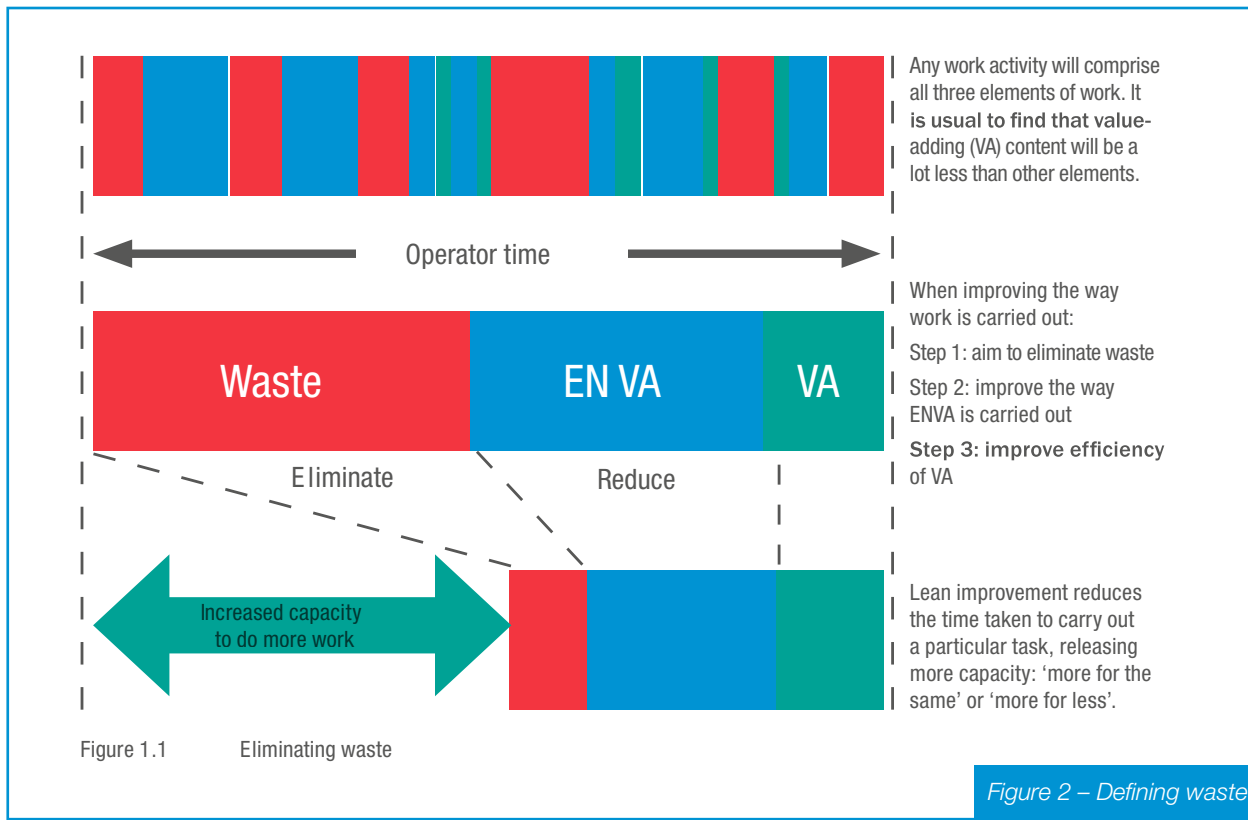 Any work activity will comprise
all three elements of work. It
is usual to find that value-
adding (VA) content will be a
lot less than other elements.
Operator time
When improving the way
work is carried out:
Step 1: aim to eliminate waste
Step 2: improve the way
ENVA is carried out
Step 3: improve efficiency
of VA
Waste
EN VA
VA
Eliminate
Reduce
Increased capacity
to do more work
Lean improvement reduces
the time taken to carry out
a particular task, releasing
more capacity: ‘more for the
same’ or ‘more for less’.
Figure 1.1 Eliminating waste
Figure 2 – Defining waste